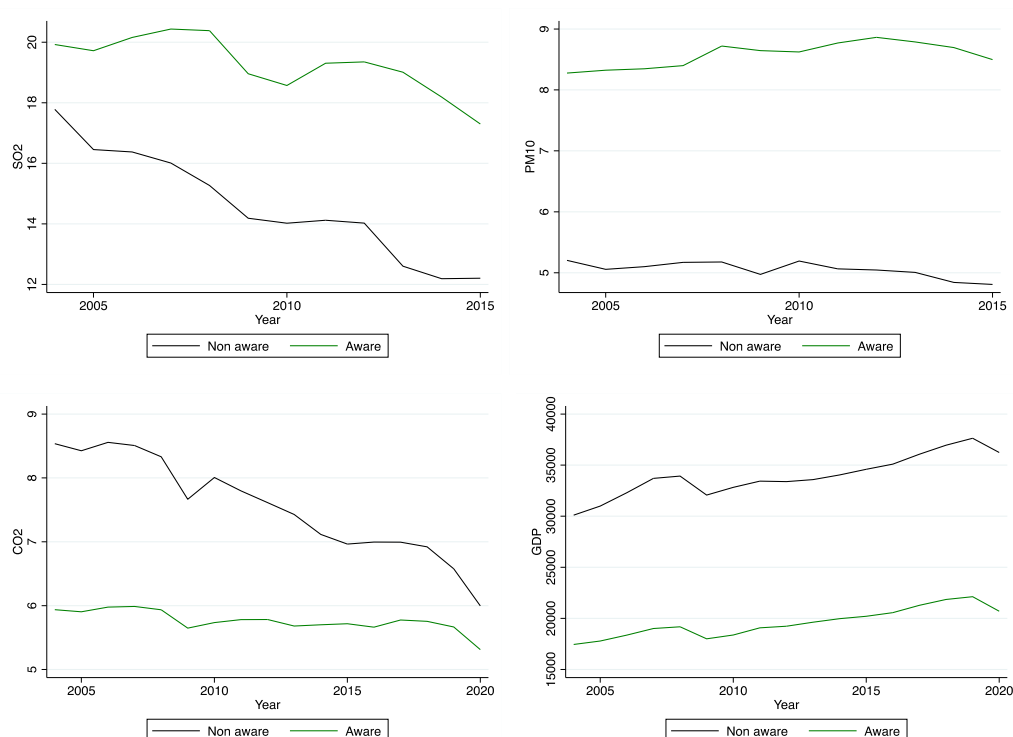 SO2
20
18
16
14
12
2005 2010 2015
Year
Non aware Aware
PM10
9
8
7
6
5
2005 2010 2015
Year
Non aware Aware
CO2
9
8
7
6
5
2005 2010 2015 2020
Year
Non aware Aware
GDP
40000
35000
30000
25000
20000
15000
2005 2010 2015 2020
Year
Non aware Aware